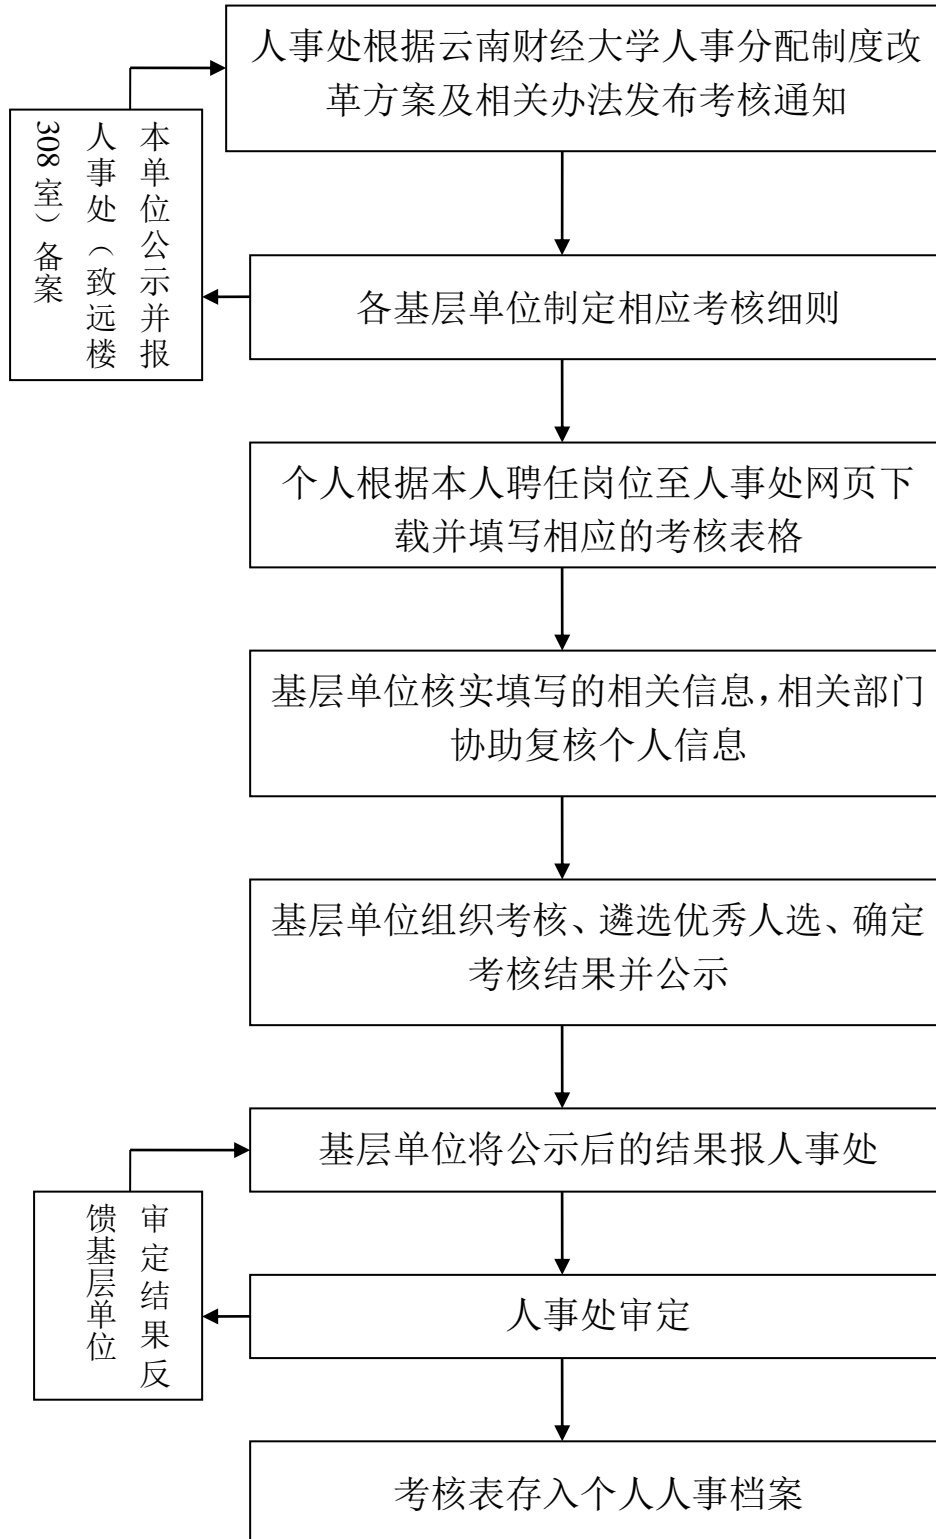 人事处根据云南财经大学人事分配制度改
革方案及相关办法发布考核通知
本单位公示并报
人事处（致远楼
308室）备案
各基层单位制定相应考核细则
个人根据本人聘任岗位至人事处网页下
载并填写相应的考核表格
基层单位核实填写的相关信息，相关部门
协助复核个人信息
基层单位组织考核、遴选优秀人选、确定
考核结果并公示
基层单位将公示后的结果报人事处
审定结果反
馈基层单位
人事处审定
考核表存入个人人事档案